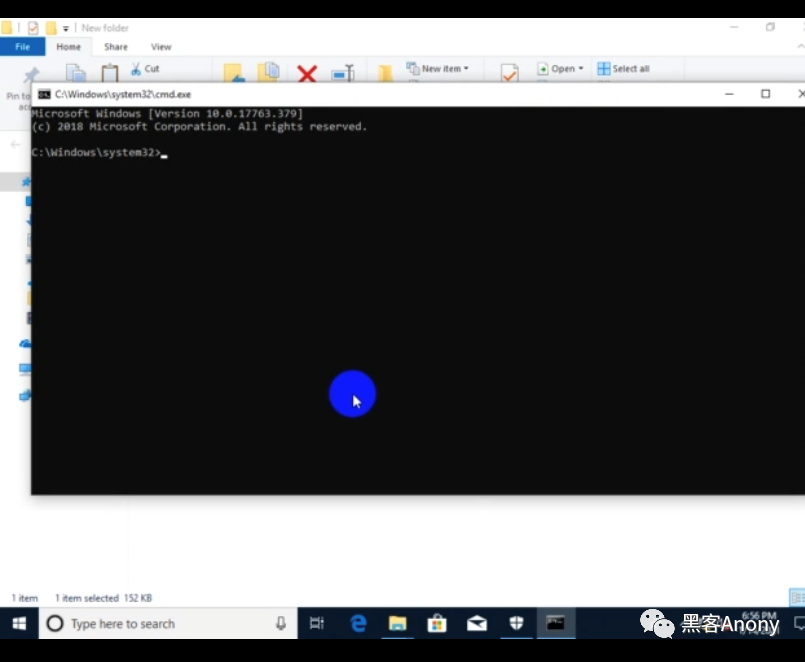 New folder
File Home Share View
Cut
New item
Open
Select all
Pin to
C:\Windows\system32\cmd.exe
Microsoft Windows [Version 10.0.17763.379]
(c) 2018 Microsoft Corporation. All rights reserved.
C:\Windows\system32>
1 item 1 item selected 152 KB
Type here to search
6:56 PM
黑客Anony